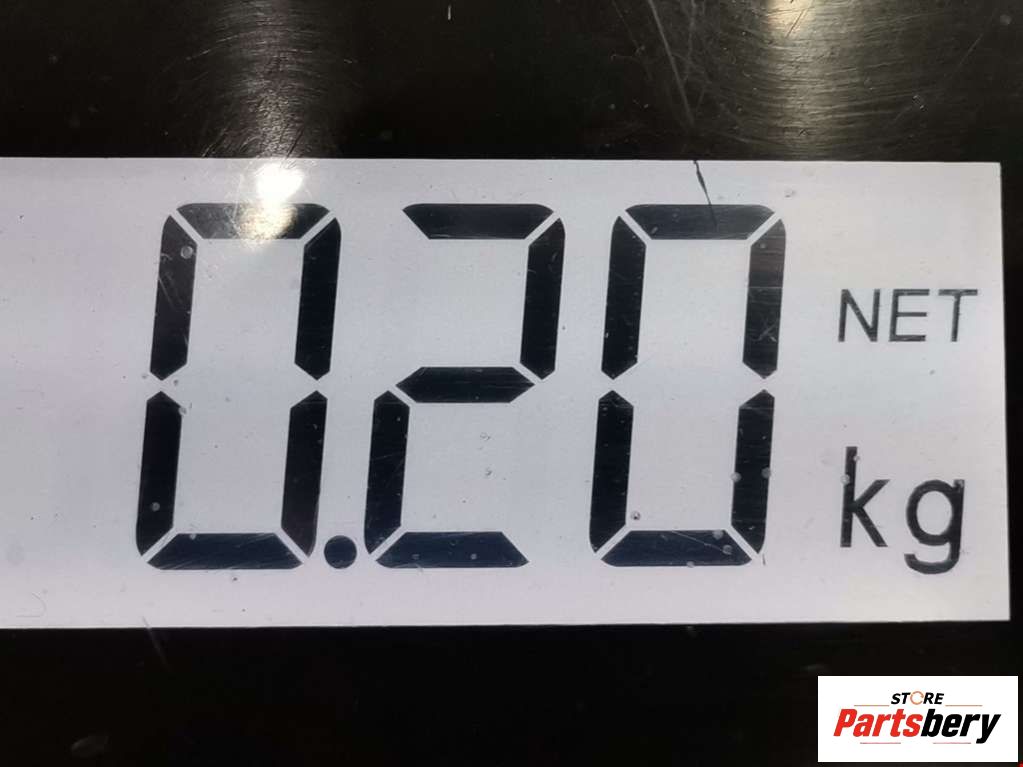 0.20 NET
kg
STORE
Partsbery